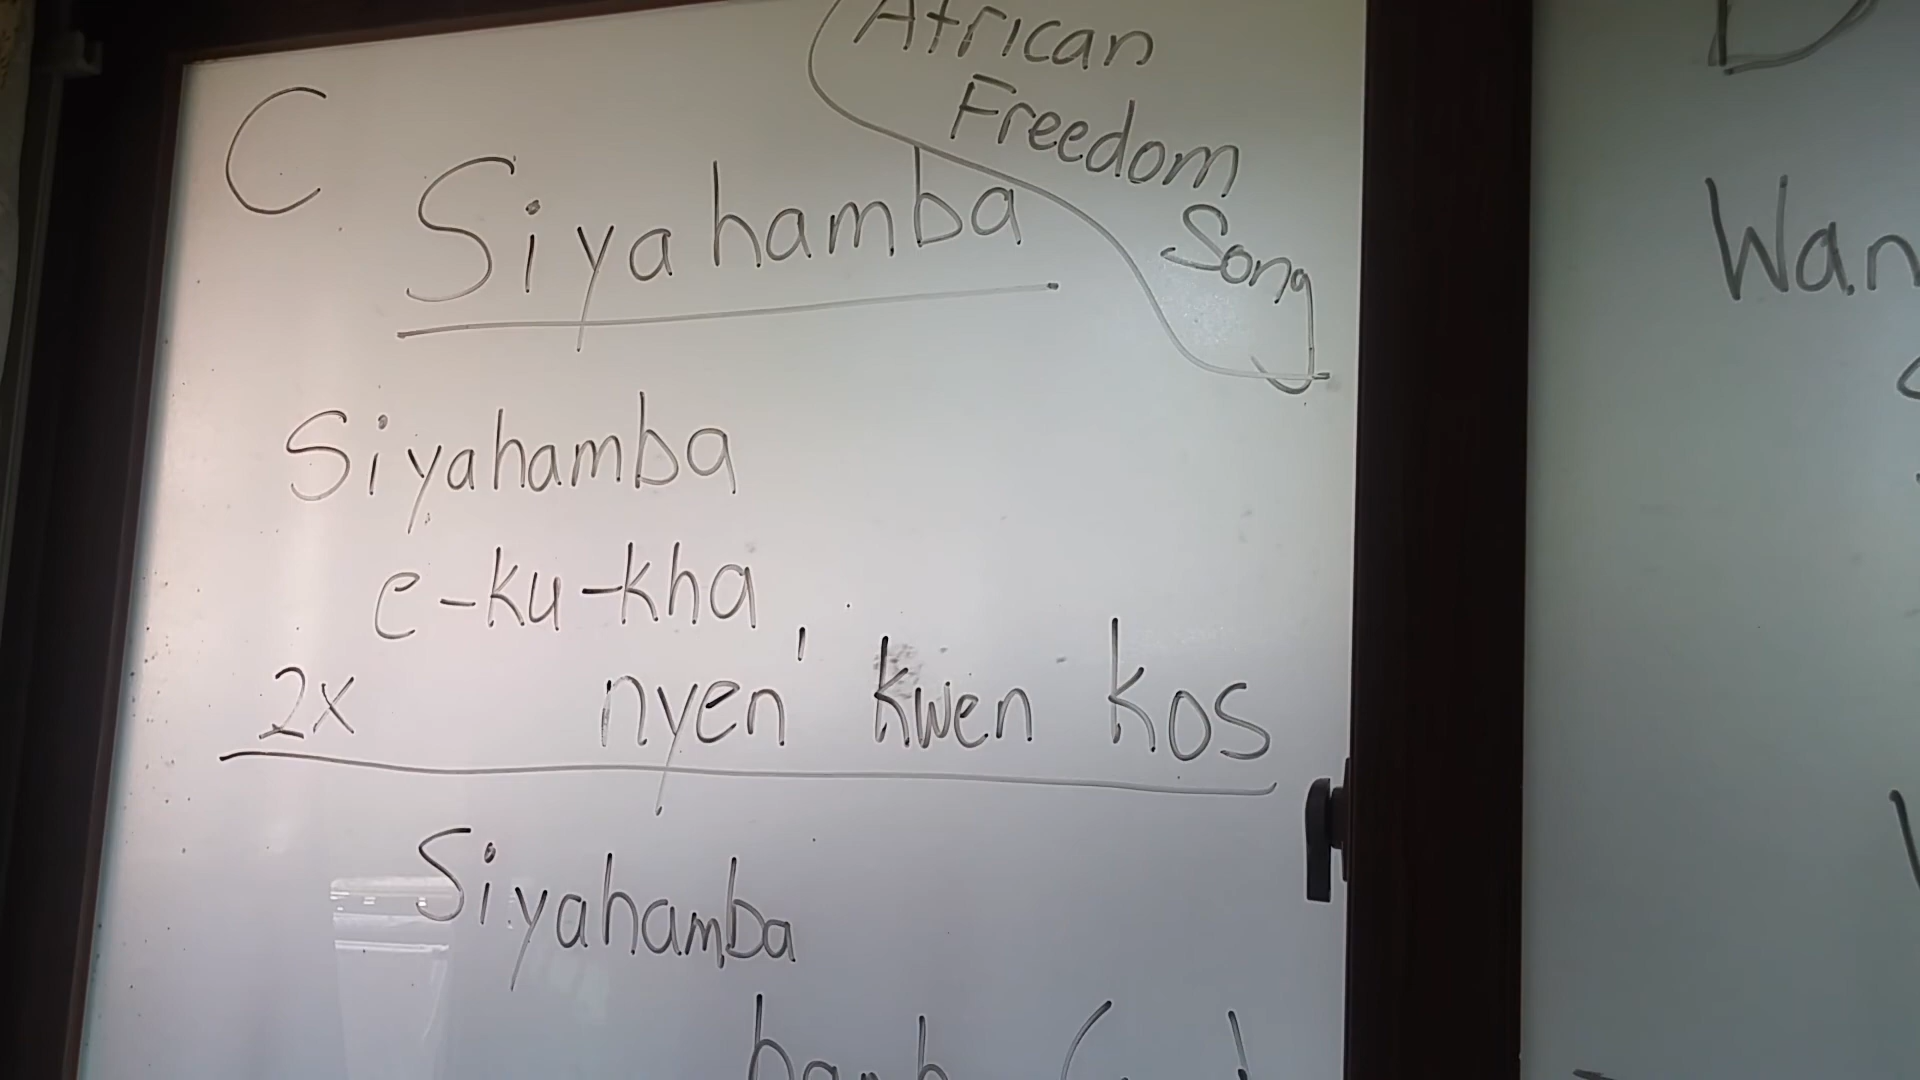 African
Freedom
Song
C
Siyahamba
Siyahamba
e-ku-kha
2x nyen' kwen kos
Siyahamba
D